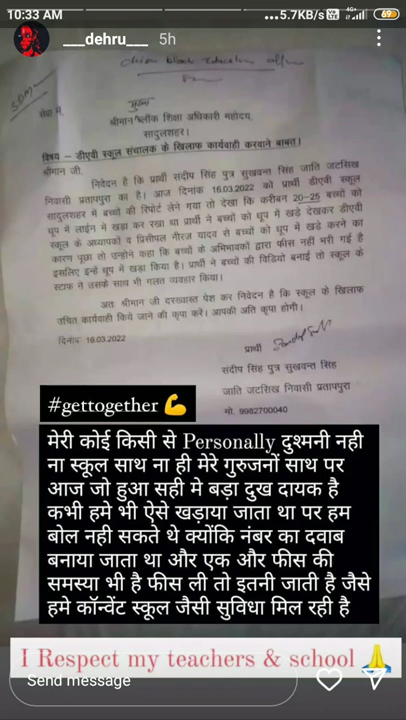 10:33 AM
...5.7KB/s 4G+ 69
___dehru___ 5h
SDM
सेवा में,
मुख्य
श्रीमान ब्लॉक शिक्षा अधिकारी महोदय,
सादुलशहर।
विषय – डीएवी स्कूल संचालक के खिलाफ कार्यवाही करवाने बाबत।
श्रीमान जी,
निवेदन है कि प्रार्थी संदीप सिंह पुत्र सुखवन्त सिंह जाति जटसिख
निवासी प्रतापपुरा का है। आज दिनांक 16.03.2022 को प्रार्थी डीएवी स्कूल
सादुलशहर में बच्चों की रिपोर्ट लेने गया तो देखा कि करीबन 20–25 बच्चों को
धूप में लाईन में खडा कर रखा था प्रार्थी ने बच्चों को धूप में खडे देखकर डीएवी
स्कूल के अध्यापकों व प्रिंसीपल नीरज यादव से बच्चों को धूप में खडे करने का
कारण पूछा तो उन्होने कहा कि बच्चों के अभिभावकों द्वारा फीस नहीं भरी गई है
इसलिए इन्हे धूप में खडा किया है। प्रार्थी ने बच्चों की विडियो बनाई तो स्कूल के
स्टाफ ने उसके साथ भी गलत व्यवहार किया।
अतः श्रीमान जी दरख्वास्त पेश कर निवेदन है कि स्कूल के खिलाफ
उचित कार्यवाही किये जाने की कृपा करें। आपकी अति कृपा होगी।
दिनांक 16.03.2022
प्रार्थी
संदीप सिंह पुत्र सुखवन्त सिंह
जाति जटसिख निवासी प्रतापपुरा
मो. 9982700040
#gettogether 💪
मेरी कोई किसी से Personally दुश्मनी नही
ना स्कूल साथ ना ही मेरे गुरुजनों साथ पर
आज जो हुआ सही मे बड़ा दुख दायक है
कभी हमे भी ऐसे खड़ाया जाता था पर हम
बोल नही सकते थे क्योंकि नंबर का दवाब
बनाया जाता था और एक और फीस की
समस्या भी है फीस ली तो इतनी जाती है जैसे
हमे कॉन्वेंट स्कूल जैसी सुविधा मिल रही है
I Respect my teachers & school 🙏
Send message